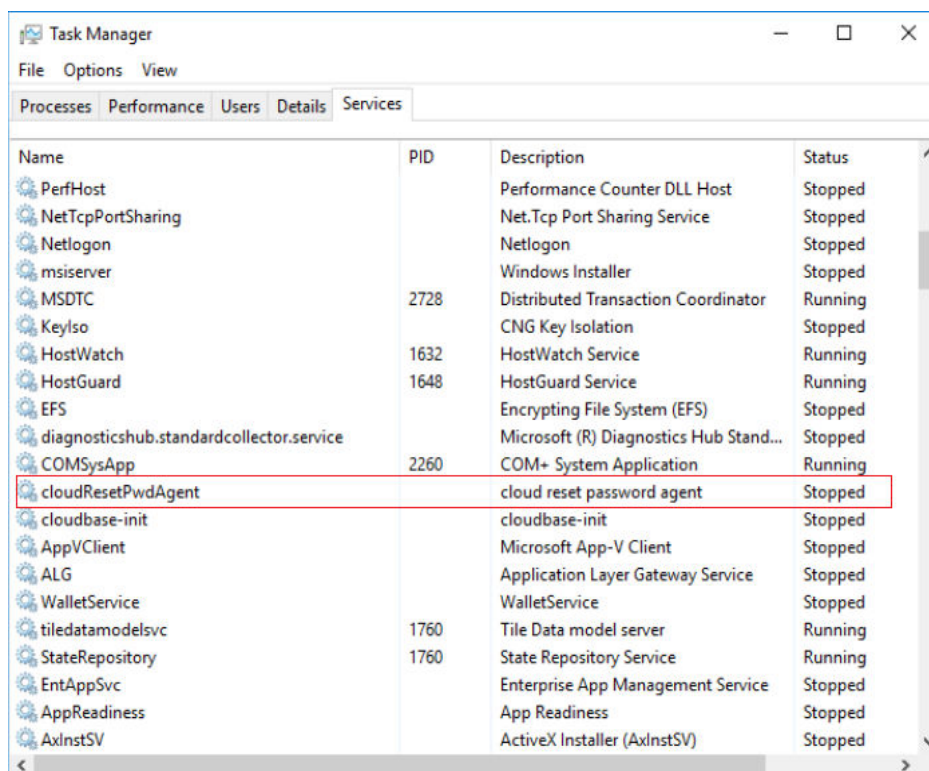 Task Manager
File Options View
Processes Performance Users Details Services
Name PID Description Status
PerfHost Performance Counter DLL Host Stopped
NetTcpPortSharing Net.Tcp Port Sharing Service Stopped
Netlogon Netlogon Stopped
msiserver Windows Installer Stopped
MSDTC 2728 Distributed Transaction Coordinator Running
KeyIso CNG Key Isolation Stopped
HostWatch 1632 HostWatch Service Running
HostGuard 1648 HostGuard Service Running
EFS Encrypting File System (EFS) Stopped
diagnosticshub.standardcollector.service Microsoft (R) Diagnostics Hub Stand... Stopped
COMSysApp 2260 COM+ System Application Running
cloudResetPwdAgent cloud reset password agent Stopped
cloudbase-init cloudbase-init Stopped
AppVClient Microsoft App-V Client Stopped
ALG Application Layer Gateway Service Stopped
WalletService WalletService Stopped
tiledatamodelsvc 1760 Tile Data model server Running
StateRepository 1760 State Repository Service Running
EntAppSvc Enterprise App Management Service Stopped
AppReadiness App Readiness Stopped
AxInstSV ActiveX Installer (AxInstSV) Stopped